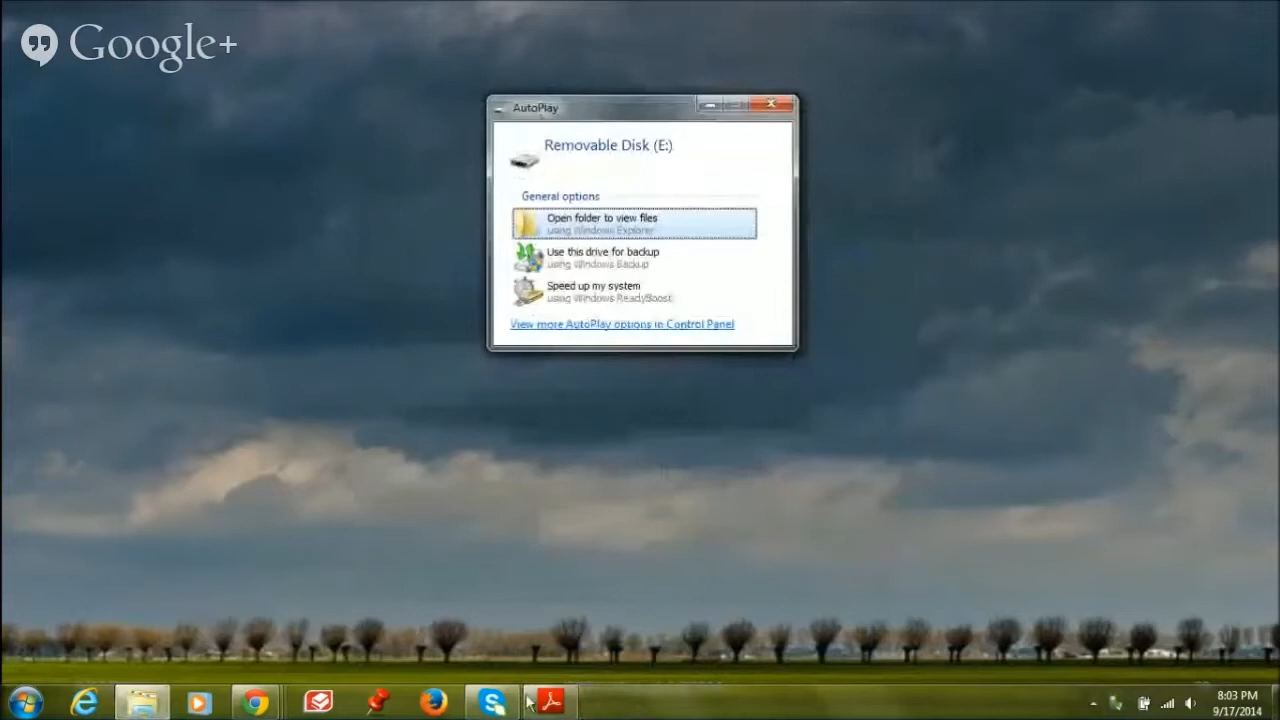 Google+
AutoPlay
Removable Disk (E:)
General options
Open folder to view files
using Windows Explorer
Use this drive for backup
using Windows Backup
Speed up my system
using Windows ReadyBoost
View more AutoPlay options in Control Panel
8:03 PM
9/17/2014